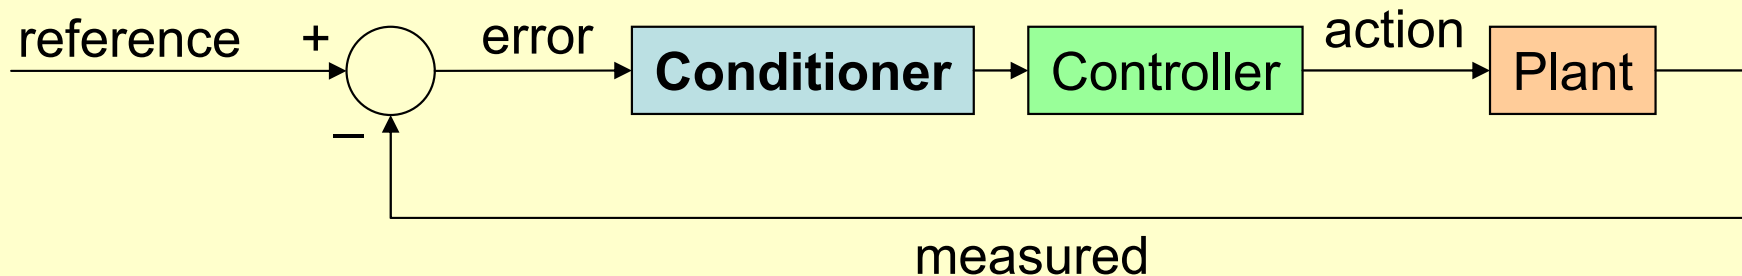 reference
+
error
Conditioner
Controller
action
Plant
–
measured